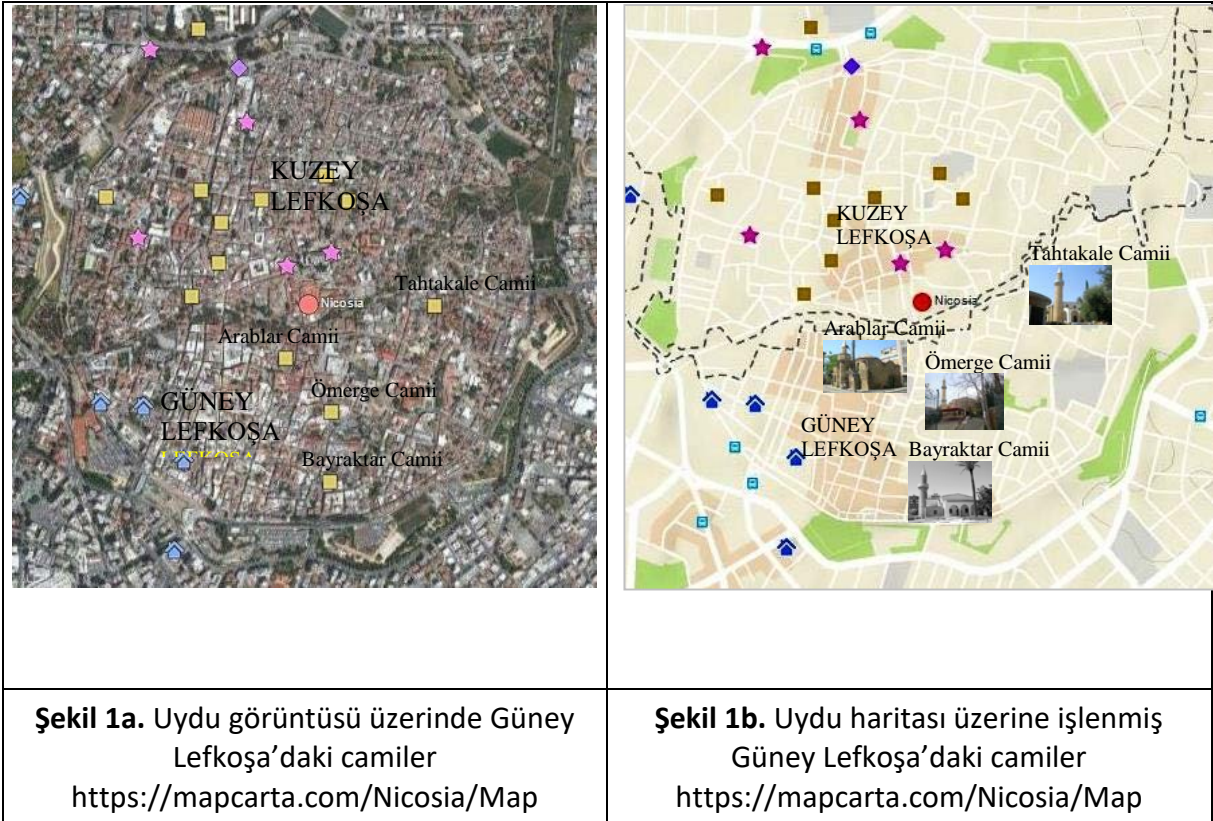 KUZEY
LEFKOŞA
Nicosia
Tahtakale Camii
Arablar Camii
Ömerge Camii
GÜNEY
LEFKOŞA
LEFKOŞA
Bayraktar Camii
KUZEY
LEFKOŞA
Tahtakale Camii
Nicosia
Arablar Camii
Ömerge Camii
GÜNEY
LEFKOŞA
Bayraktar Camii
Şekil 1a. Uydu görüntüsü üzerinde Güney
Lefkoşa’daki camiler
https://mapcarta.com/Nicosia/Map
Şekil 1b. Uydu haritası üzerine işlenmiş
Güney Lefkoşa’daki camiler
https://mapcarta.com/Nicosia/Map